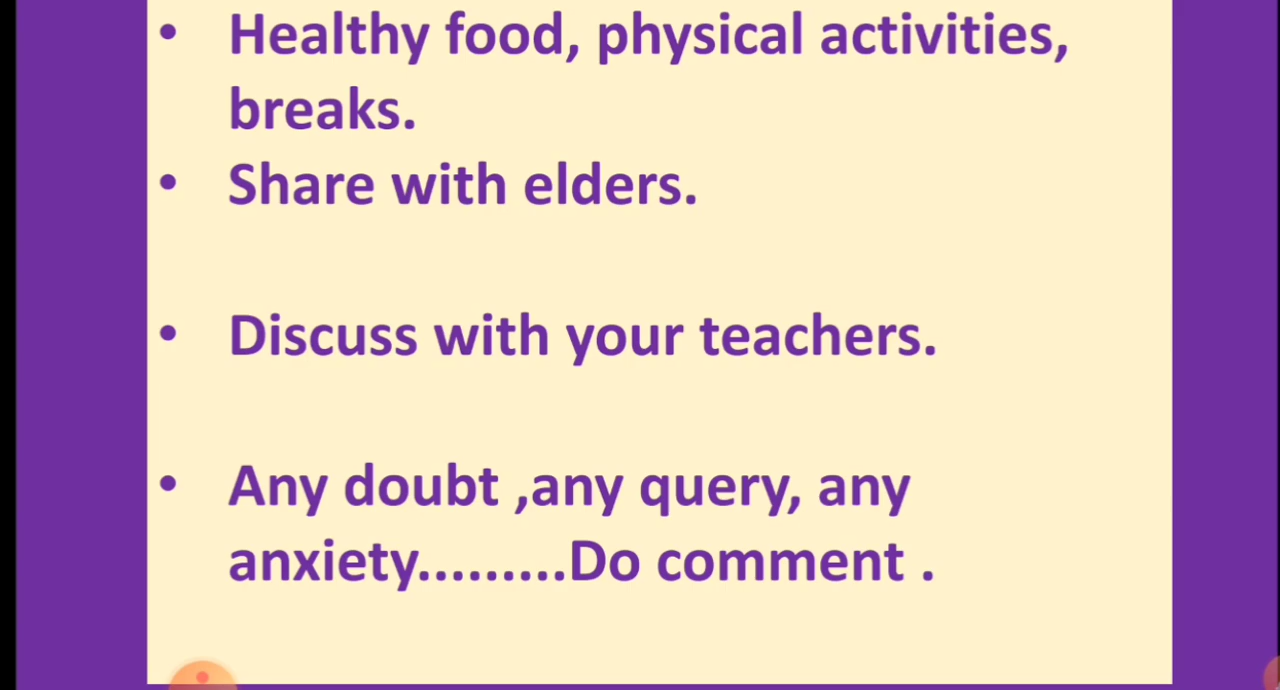 • Healthy food, physical activities,
breaks.
• Share with elders.
• Discuss with your teachers.
• Any doubt ,any query, any
anxiety.........Do comment .